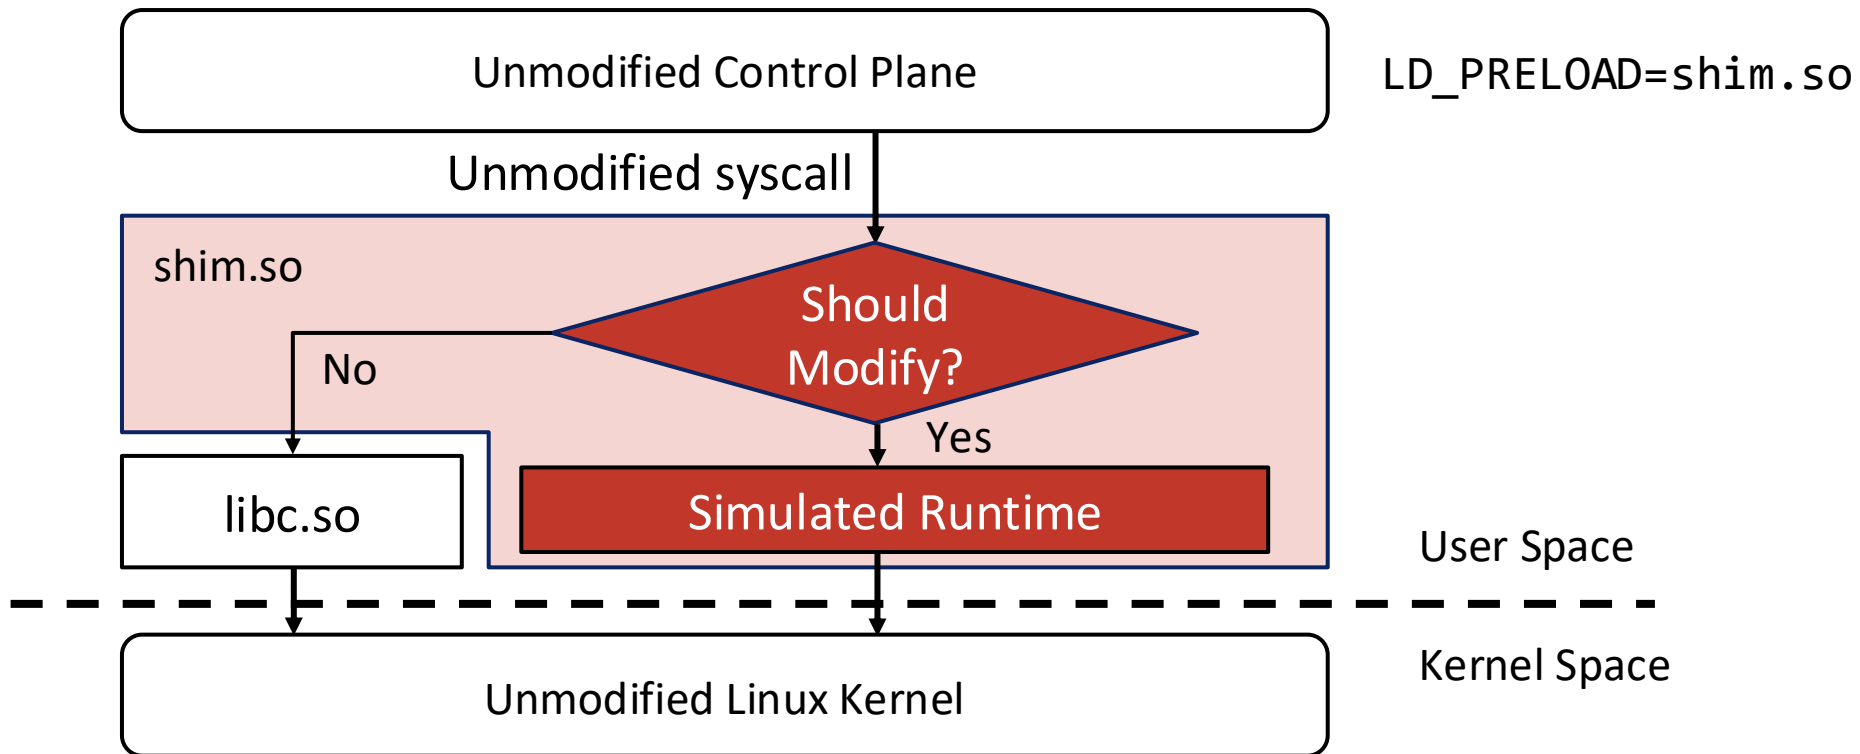 Unmodified Control Plane
LD_PRELOAD=shim.so
Unmodified syscall
shim.so
Should
Modify?
No
Yes
libc.so
Simulated Runtime
User Space
Kernel Space
Unmodified Linux Kernel